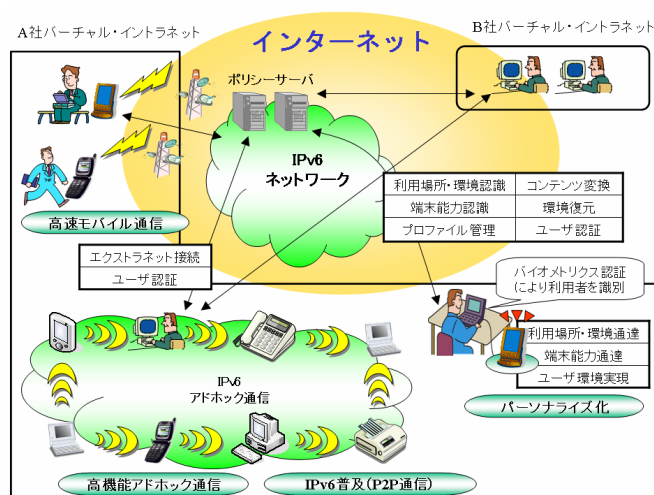 A社バーチャル・イントラネット
B社バーチャル・イントラネット
インターネット
ポリシーサーバ
IPv6
ネットワーク
利用場所・環境認識
コンテンツ変換
端末能力認識
環境復元
プロファイル管理
ユーザ認証
高速モバイル通信
エクストラネット接続
ユーザ認証
バイオメトリクス認証
により利用者を識別
利用場所・環境通達
端末能力通達
ユーザ環境実現
パーソナライズ化
IPv6
アドホック通信
高機能アドホック通信
IPv6普及(P2P通信)